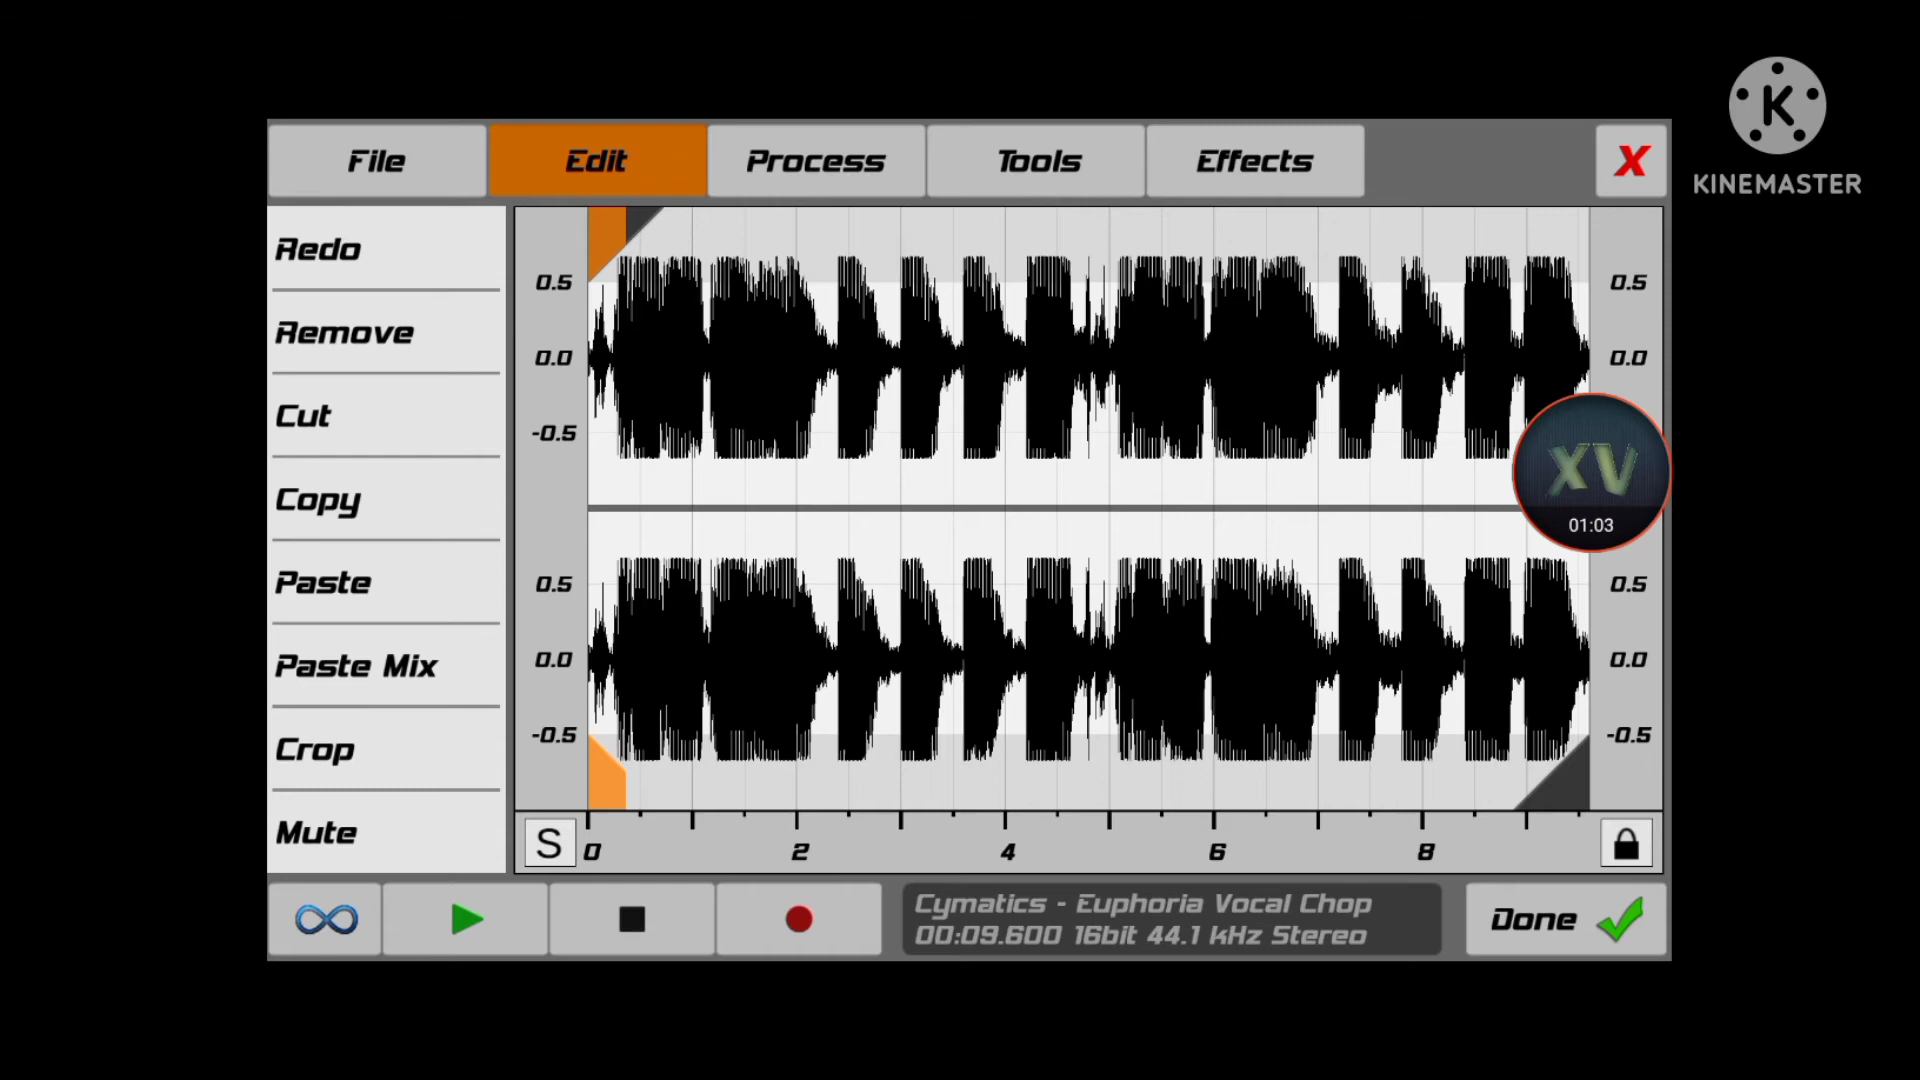 File Edit Process Tools Effects X
K
KINEMASTER
Redo
Remove
Cut
Copy
Paste
Paste Mix
Crop
Mute
0.5 0.5
0.0 0.0
-0.5
XV
01:03
0.5 0.5
0.0 0.0
-0.5 -0.5
S 0 2 4 6 8
Cymatics - Euphoria Vocal Chop
00:09.600 16bit 44.1 kHz Stereo
Done